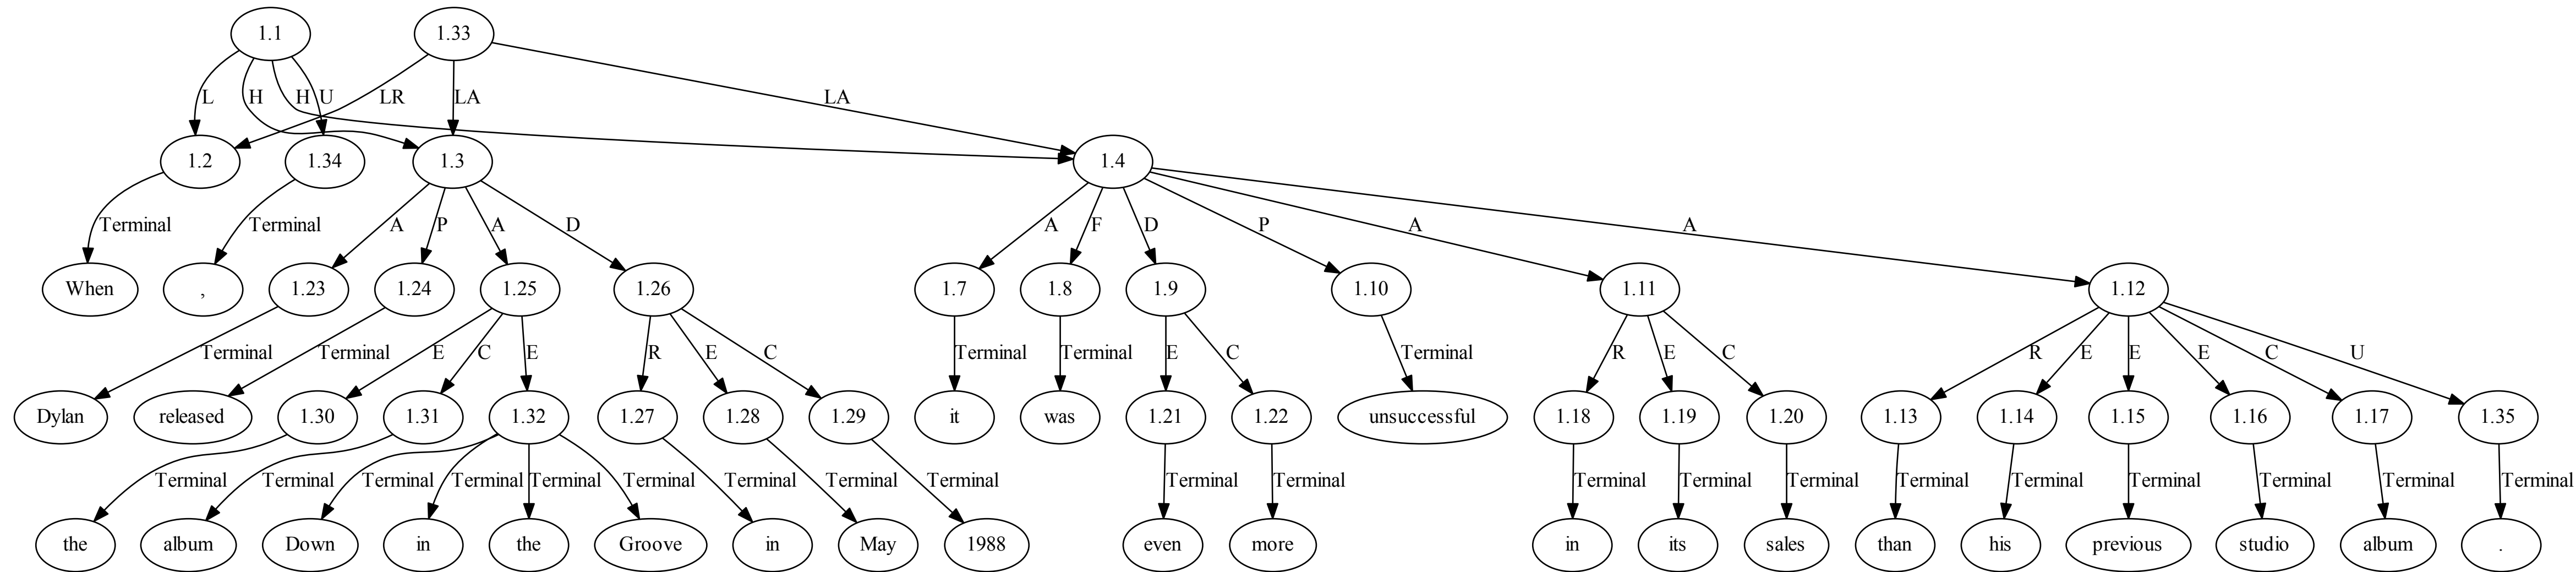 1.1 1.33
L H H U LR LA LA
1.2 1.34 1.3 1.4
Terminal Terminal A P A D A F D P A A
When , 1.23 1.24 1.25 1.26 1.7 1.8 1.9 1.10 1.11 1.12
Terminal Terminal E C E R E C Terminal Terminal E C Terminal R E C R E E E C U
Dylan released 1.30 1.31 1.32 1.27 1.28 1.29 it was 1.21 1.22 unsuccessful 1.18 1.19 1.20 1.13 1.14 1.15 1.16 1.17 1.35
Terminal Terminal Terminal Terminal Terminal Terminal Terminal Terminal Terminal Terminal Terminal Terminal Terminal Terminal Terminal Terminal Terminal Terminal Terminal Terminal
the album Down in the Groove in May 1988 even more in its sales than his previous studio album .